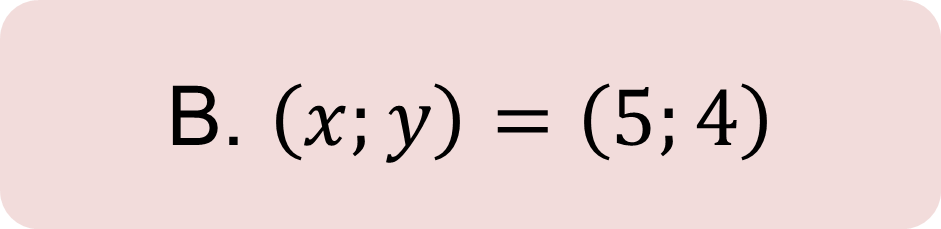 B. (x; y) = (5; 4)